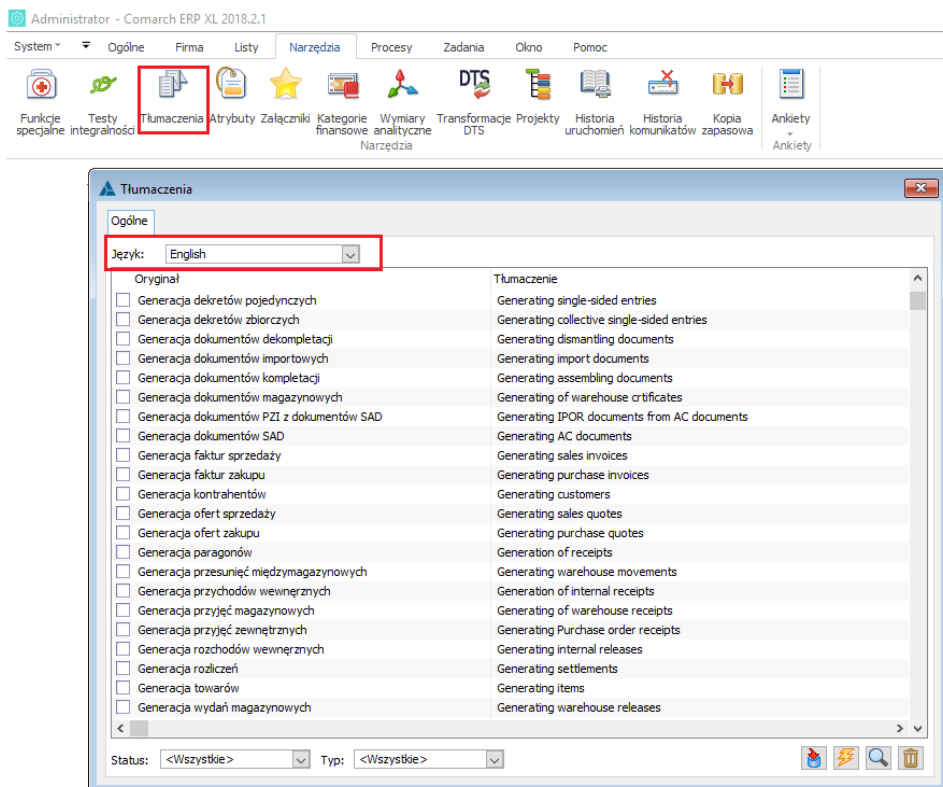 Administrator - Comarch ERP XL 2018.2.1
System Ogólne Firma Listy Narzędzia Procesy Zadania Okno Pomoc
DTS
Funkcje specjalne Testy integralności Tłumaczenia Atrybuty Załączniki Kategorie finansowe Wymiary analityczne Transformacje DTS Projekty Historia uruchomień Historia komunikatów Kopia zapasowa Ankiety
Narzędzia Ankiety
Tłumaczenia
Ogólne
Język: English
Oryginał Tłumaczenie
Generacja dekretów pojedynczych Generating single-sided entries
Generacja dekretów zbiorczych Generating collective single-sided entries
Generacja dokumentów dekompletacji Generating dismantling documents
Generacja dokumentów importowych Generating import documents
Generacja dokumentów kompletacji Generating assembling documents
Generacja dokumentów magazynowych Generating of warehouse crtificates
Generacja dokumentów PZI z dokumentów SAD Generating IPOR documents from AC documents
Generacja dokumentów SAD Generating AC documents
Generacja faktur sprzedaży Generating sales invoices
Generacja faktur zakupu Generating purchase invoices
Generacja kontrahentów Generating customers
Generacja ofert sprzedaży Generating sales quotes
Generacja ofert zakupu Generating purchase quotes
Generacja paragonów Generation of receipts
Generacja przesunięć międzymagazynowych Generating warehouse movements
Generacja przychodów wewnęrznych Generation of internal receipts
Generacja przyjęć magazynowych Generating of warehouse receipts
Generacja przyjęć zewnętrznych Generating Purchase order receipts
Generacja rozchodów wewnęrznych Generating internal releases
Generacja rozliczeń Generating settlements
Generacja towarów Generating items
Generacja wydań magazynowych Generating warehouse releases
Status: <Wszystkie> Typ: <Wszystkie>